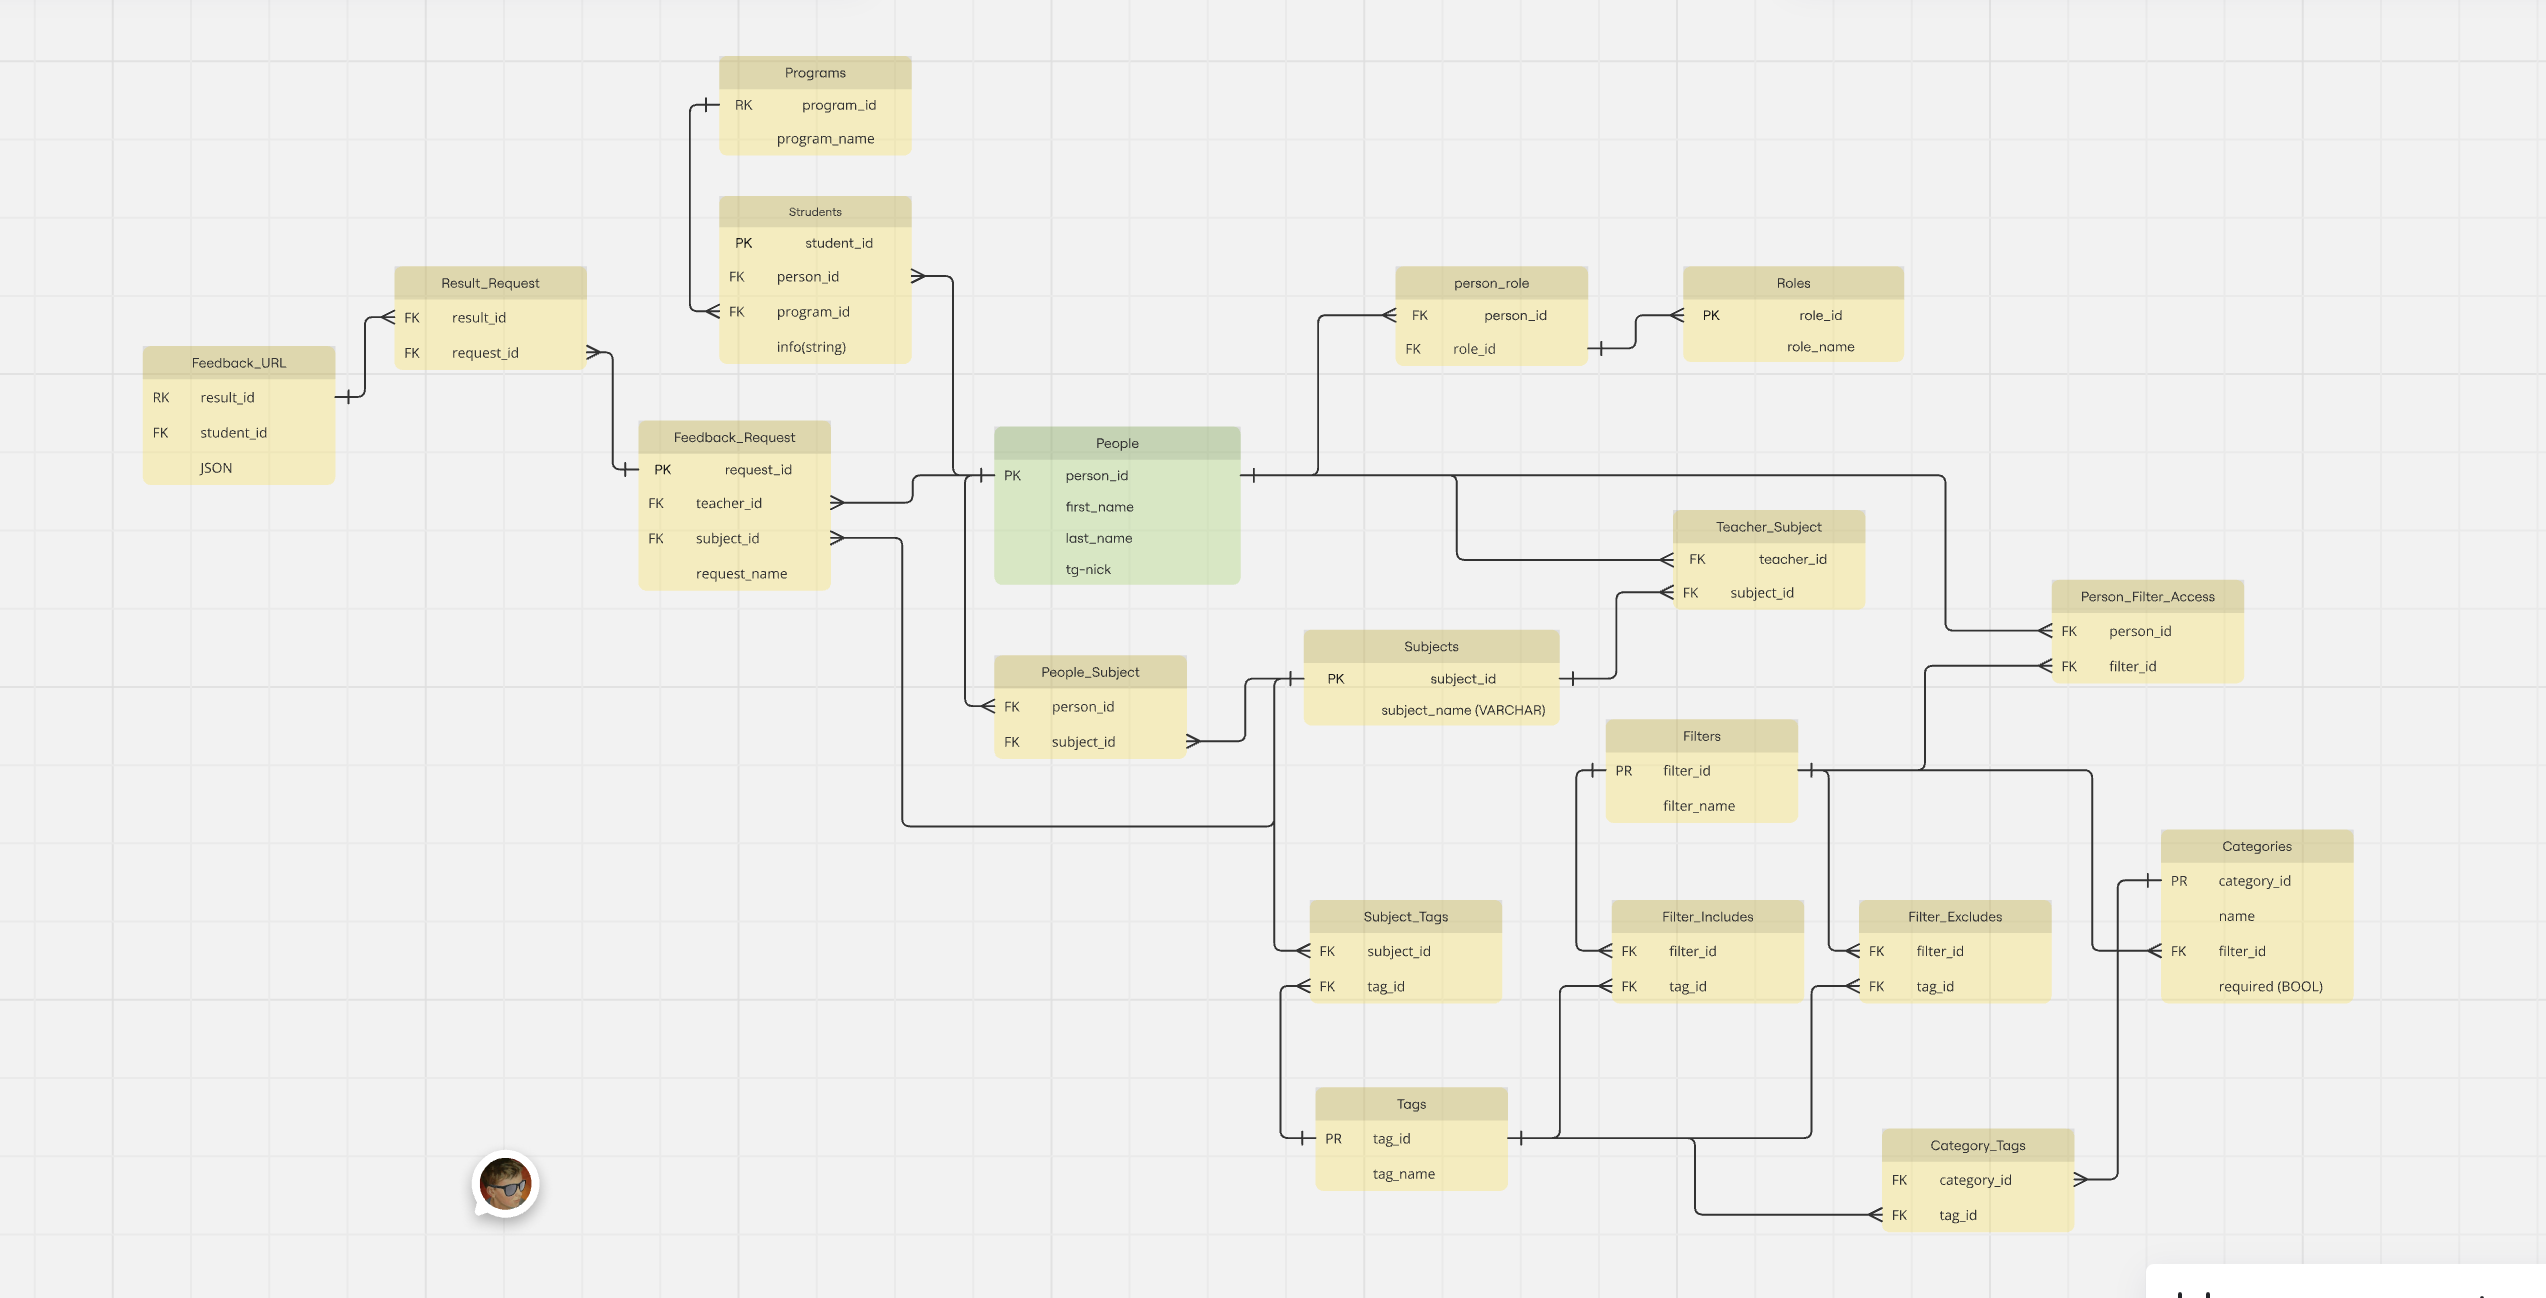 Programs
RK program_id
program_name
Strudents
PK student_id
FK person_id
FK program_id
info(string)
Result_Request
FK result_id
FK request_id
Feedback_URL
RK result_id
FK student_id
JSON
Feedback_Request
PK request_id
FK teacher_id
FK subject_id
request_name
People
PK person_id
first_name
last_name
tg-nick
person_role
FK person_id
FK role_id
Roles
PK role_id
role_name
Teacher_Subject
FK teacher_id
FK subject_id
Person_Filter_Access
FK person_id
FK filter_id
People_Subject
FK person_id
FK subject_id
Subjects
PK subject_id
subject_name (VARCHAR)
Filters
PR filter_id
filter_name
Categories
PR category_id
name
FK filter_id
required (BOOL)
Subject_Tags
FK subject_id
FK tag_id
Filter_Includes
FK filter_id
FK tag_id
Filter_Excludes
FK filter_id
FK tag_id
Tags
PR tag_id
tag_name
Category_Tags
FK category_id
FK tag_id